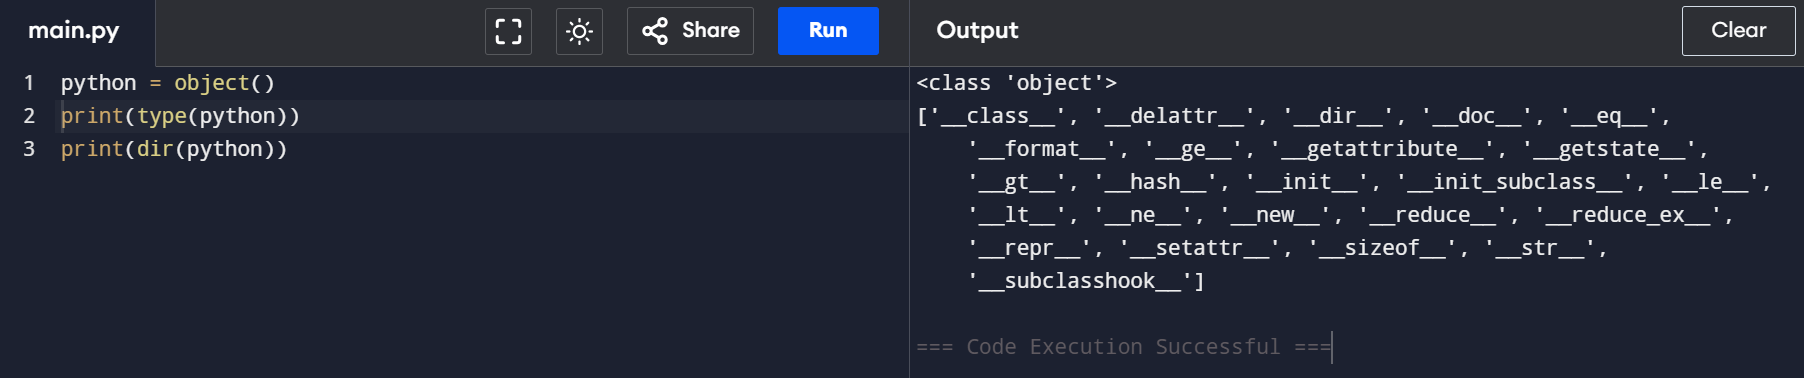 main.py
Share
Run
Output
Clear
1 python = object()
2 print(type(python))
3 print(dir(python))
<class 'object'>
['__class__', '__delattr__', '__dir__', '__doc__', '__eq__',
'__format__', '__ge__', '__getattribute__', '__getstate__',
'__gt__', '__hash__', '__init__', '__init_subclass__', '__le__',
'__lt__', '__ne__', '__new__', '__reduce__', '__reduce_ex__',
'__repr__', '__setattr__', '__sizeof__', '__str__',
'__subclasshook__']
=== Code Execution Successful ===